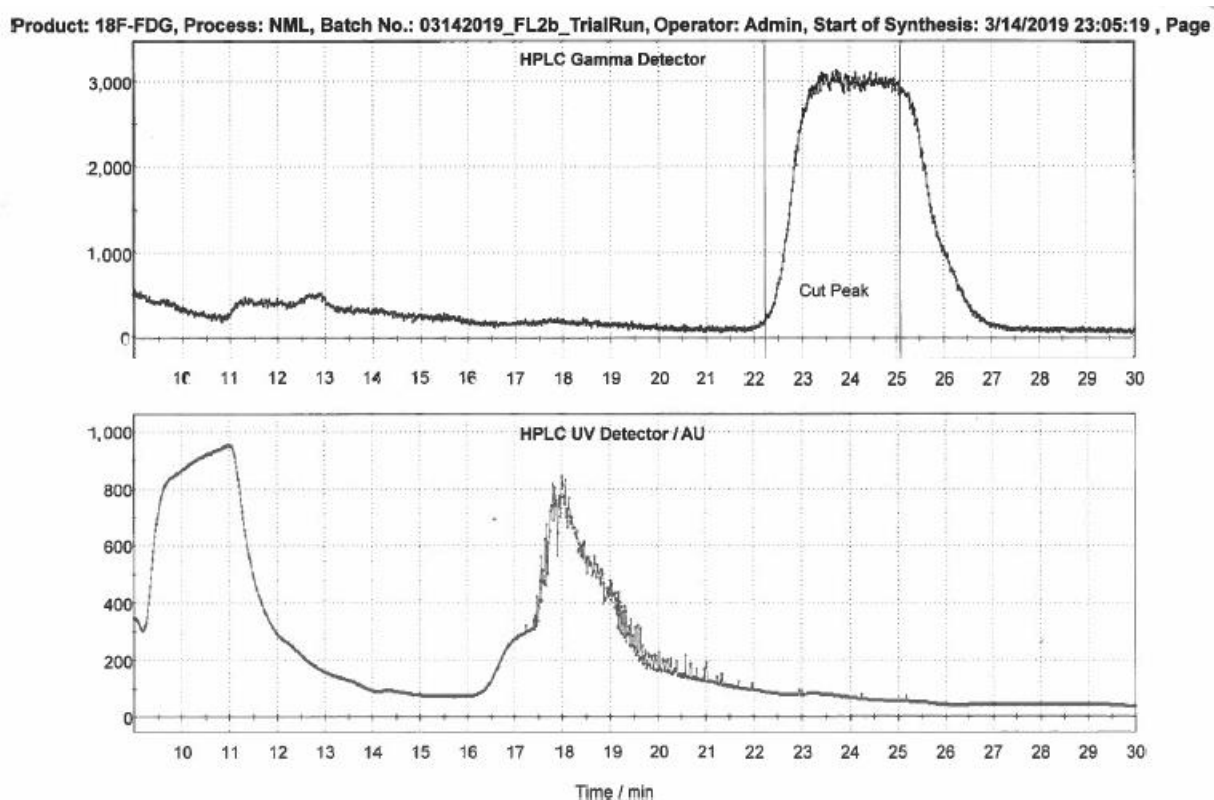 Product: 18F-FDG, Process: NML, Batch No.: 03142019_FL2b_TrialRun, Operator: Admin, Start of Synthesis: 3/14/2019 23:05:19 , Page
HPLC Gamma Detector
3,000
2,000
1,000
0
Cut Peak
10 11 12 13 14 15 16 17 18 19 20 21 22 23 24 25 26 27 28 29 30
HPLC UV Detector / AU
1,000
800
600
400
200
0
10 11 12 13 14 15 16 17 18 19 20 21 22 23 24 25 26 27 28 29 30
Time / min